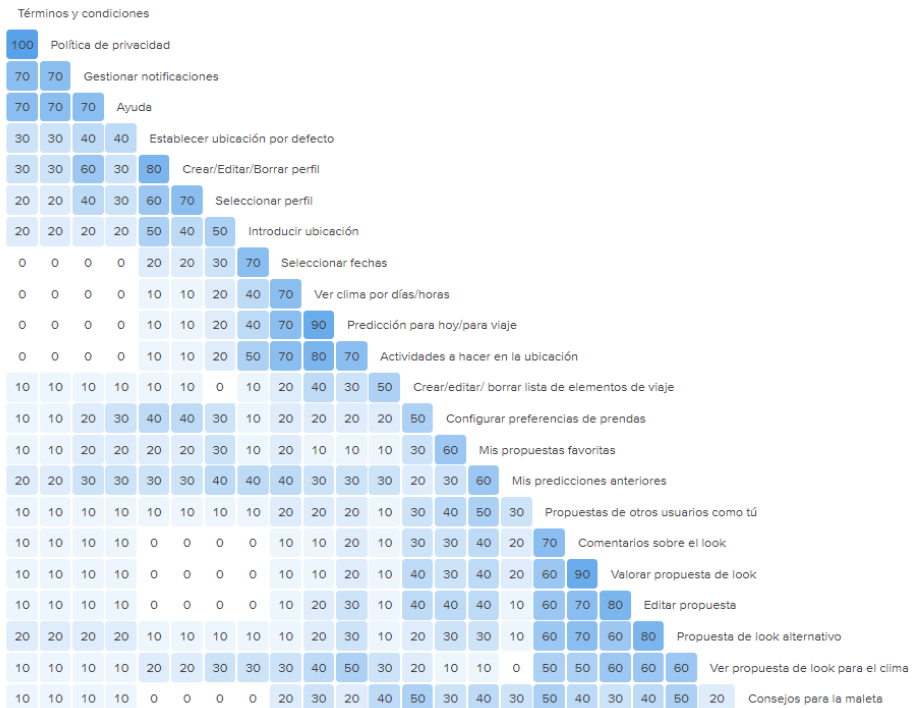 Términos y condiciones
100 Política de privacidad
70 70 Gestionar notificaciones
70 70 70 Ayuda
30 30 40 40 Establecer ubicación por defecto
30 30 60 30 80 Crear/Editar/Borrar perfil
20 20 40 30 60 70 Seleccionar perfil
20 20 20 20 50 40 50 Introducir ubicación
0 0 0 0 20 20 30 70 Seleccionar fechas
0 0 0 0 10 10 20 40 70 Ver clima por días/horas
0 0 0 0 10 10 20 40 70 90 Predicción para hoy/para viaje
0 0 0 0 10 10 20 50 70 80 70 Actividades a hacer en la ubicación
10 10 10 10 10 10 0 10 20 40 30 50 Crear/editar/ borrar lista de elementos de viaje
10 10 20 30 40 40 30 10 20 20 20 20 50 Configurar preferencias de prendas
10 10 20 20 20 20 30 10 20 10 10 10 30 60 Mis propuestas favoritas
20 20 30 30 30 30 40 40 40 30 30 30 20 30 60 Mis predicciones anteriores
10 10 10 10 10 10 10 10 20 20 20 10 30 40 50 30 Propuestas de otros usuarios como tú
10 10 10 10 0 0 0 0 10 10 20 10 30 30 40 20 70 Comentarios sobre el look
10 10 10 10 0 0 0 0 10 10 20 10 40 30 40 20 60 90 Valorar propuesta de look
10 10 10 10 0 0 0 0 10 20 30 10 40 40 40 10 60 70 80 Editar propuesta
20 20 20 20 10 10 10 10 10 20 30 10 20 30 30 10 60 70 60 80 Propuesta de look alternativo
10 10 10 10 20 20 30 30 30 40 50 30 20 10 10 0 50 50 60 60 60 Ver propuesta de look para el clima
10 10 10 10 0 0 0 0 20 30 20 40 50 30 40 30 50 40 30 40 50 20 Consejos para la maleta